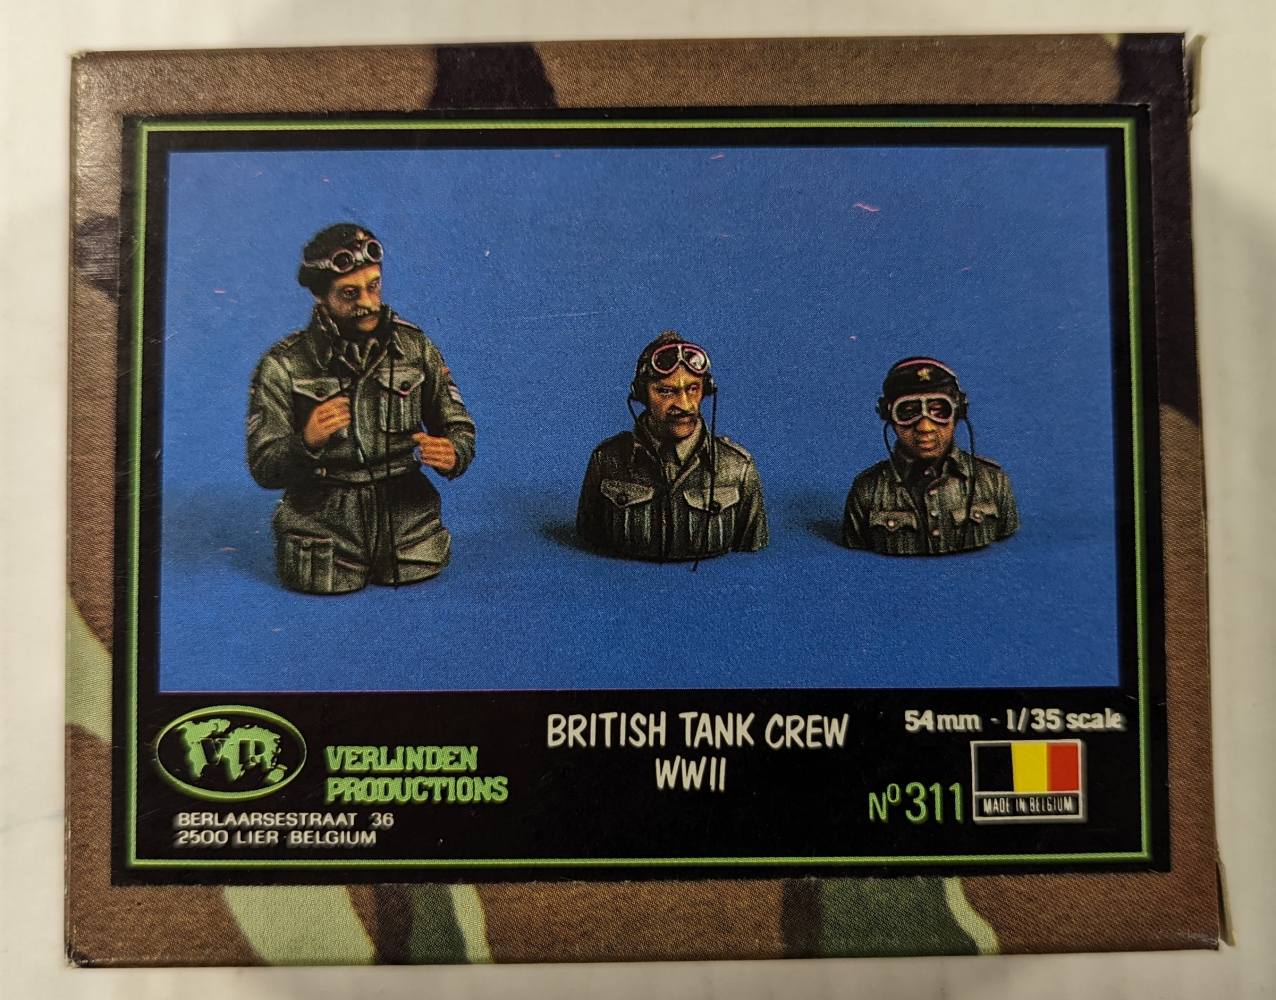 VP
VERLINDEN
PRODUCTIONS
BERLAARSESTRAAT 36
2500 LIER BELGIUM
BRITISH TANK CREW
WWII
54mm - 1/35 scale
Nº311
MADE IN BELGIUM